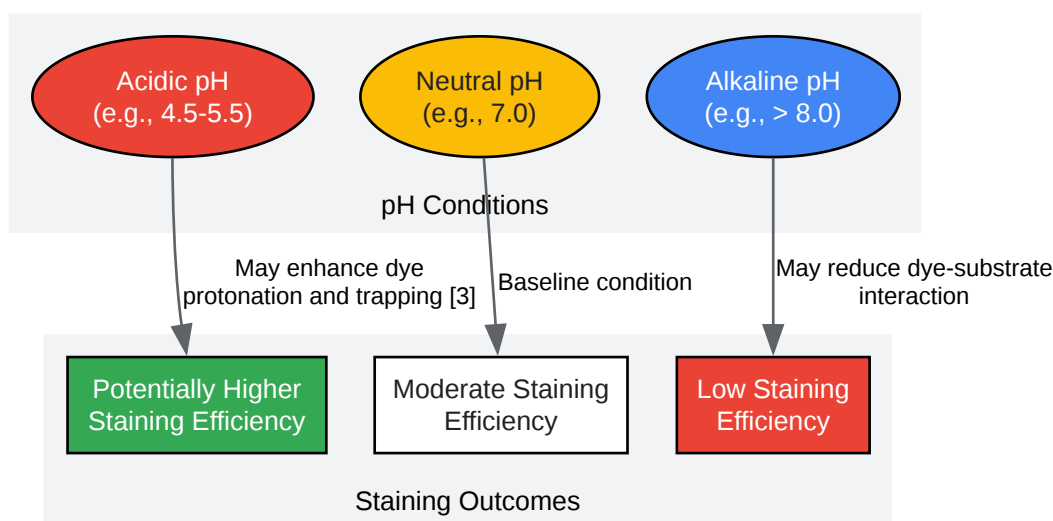 Acidic pH
(e.g., 4.5-5.5)
Neutral pH
(e.g., 7.0)
Alkaline pH
(e.g., > 8.0)
pH Conditions
May enhance dye
protonation and trapping [3]
Baseline condition
May reduce dye-substrate
interaction
Potentially Higher
Staining Efficiency
Moderate Staining
Efficiency
Low Staining
Efficiency
Staining Outcomes